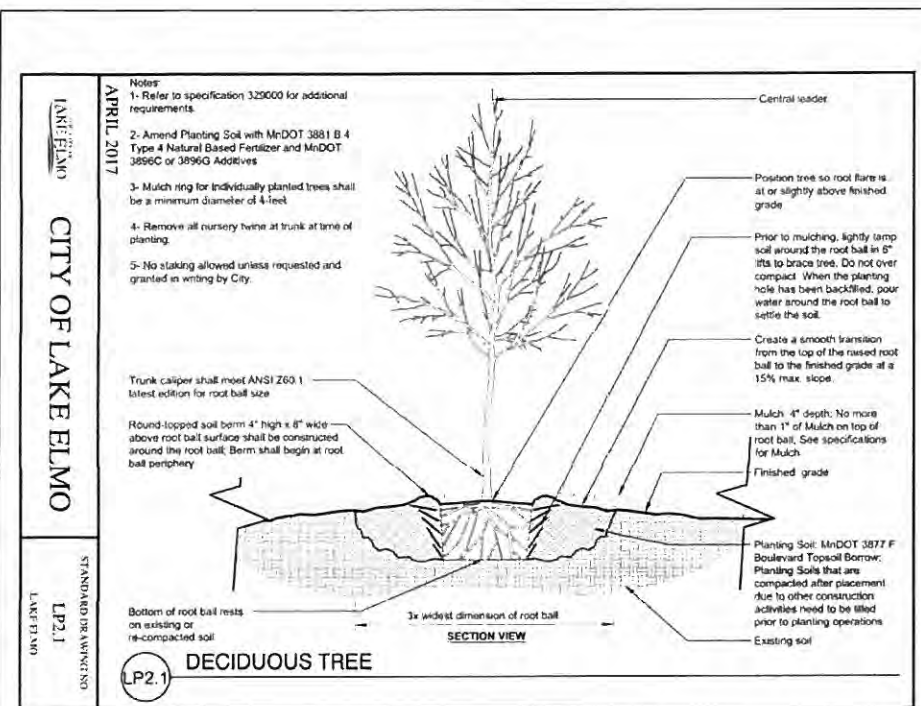 LAKE ELMO
CITY OF LAKE ELMO
STANDARD DRAWING NO
LP2.1
LAKE ELMO
APRIL 2017
Notes:
1- Refer to specification 329000 for additional
requirements.
2- Amend Planting Soil with MnDOT 3881 B 4
Type 4 Natural Based Fertilizer and MnDOT
3896C or 3896G Additives
3- Mulch ring for individually planted trees shall
be a minimum diameter of 4-feet
4- Remove all nursery twine at trunk at time of
planting.
5- No staking allowed unless requested and
granted in writing by City.
Trunk caliper shall meet ANSI Z60.1
latest edition for root ball size
Round-topped soil berm 4" high x 8" wide
above root ball surface shall be constructed
around the root ball; Berm shall begin at root
ball periphery
Bottom of root ball rests
on existing or
re-compacted soil
Central leader
Position tree so root flare is
at or slightly above finished
grade
Prior to mulching, lightly tamp
soil around the root ball in 6"
lifts to brace tree. Do not over
compact. When the planting
hole has been backfilled, pour
water around the root ball to
settle the soil.
Create a smooth transition
from the top of the raised root
ball to the finished grade at a
15% max. slope.
Mulch 4" depth; No more
than 1" of Mulch on top of
root ball. See specifications
for Mulch
Finished grade
Planting Soil: MnDOT 3877 F
Boulevard Topsoil Borrow;
Planting Soils that are
compacted after placement
due to other construction
activities need to be tilled
prior to planting operations
Existing soil
3x widest dimension of root ball
SECTION VIEW
LP2.1
DECIDUOUS TREE